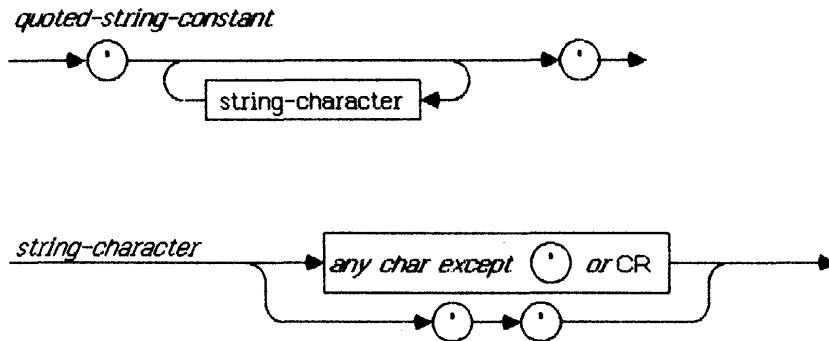 quoted-string-constant
' '
string-character
string-character
any char except ' or CR
' '